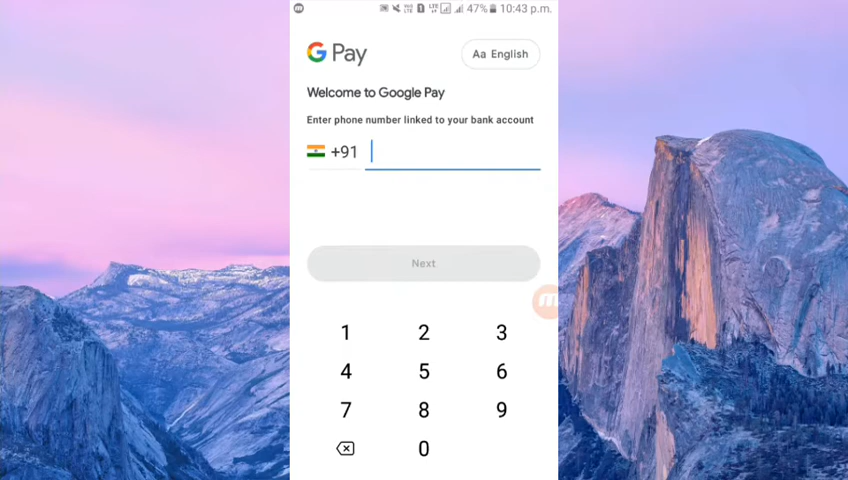 47% 10:43 p.m.
G Pay
Aa English
Welcome to Google Pay
Enter phone number linked to your bank account
+91
Next
1 2 3
4 5 6
7 8 9
0